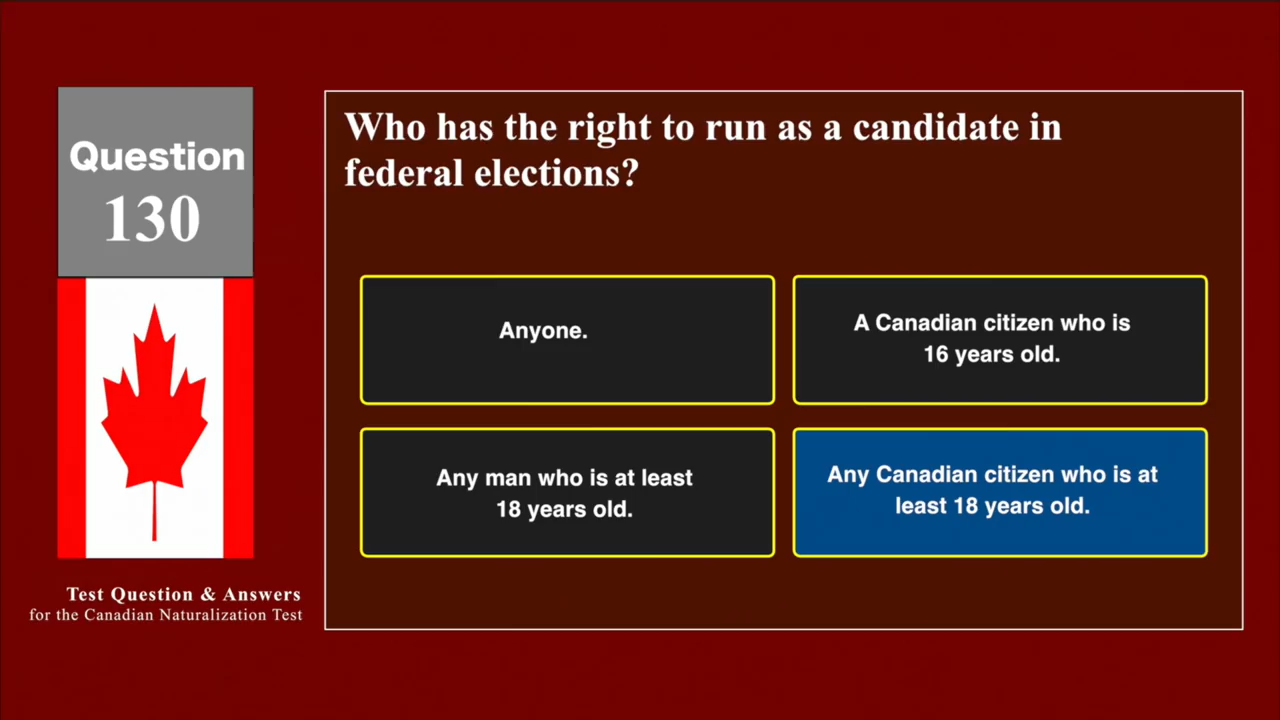 Question
130
Who has the right to run as a candidate in
federal elections?
Anyone.
A Canadian citizen who is
16 years old.
Any man who is at least
18 years old.
Any Canadian citizen who is at
least 18 years old.
Test Question & Answers
for the Canadian Naturalization Test